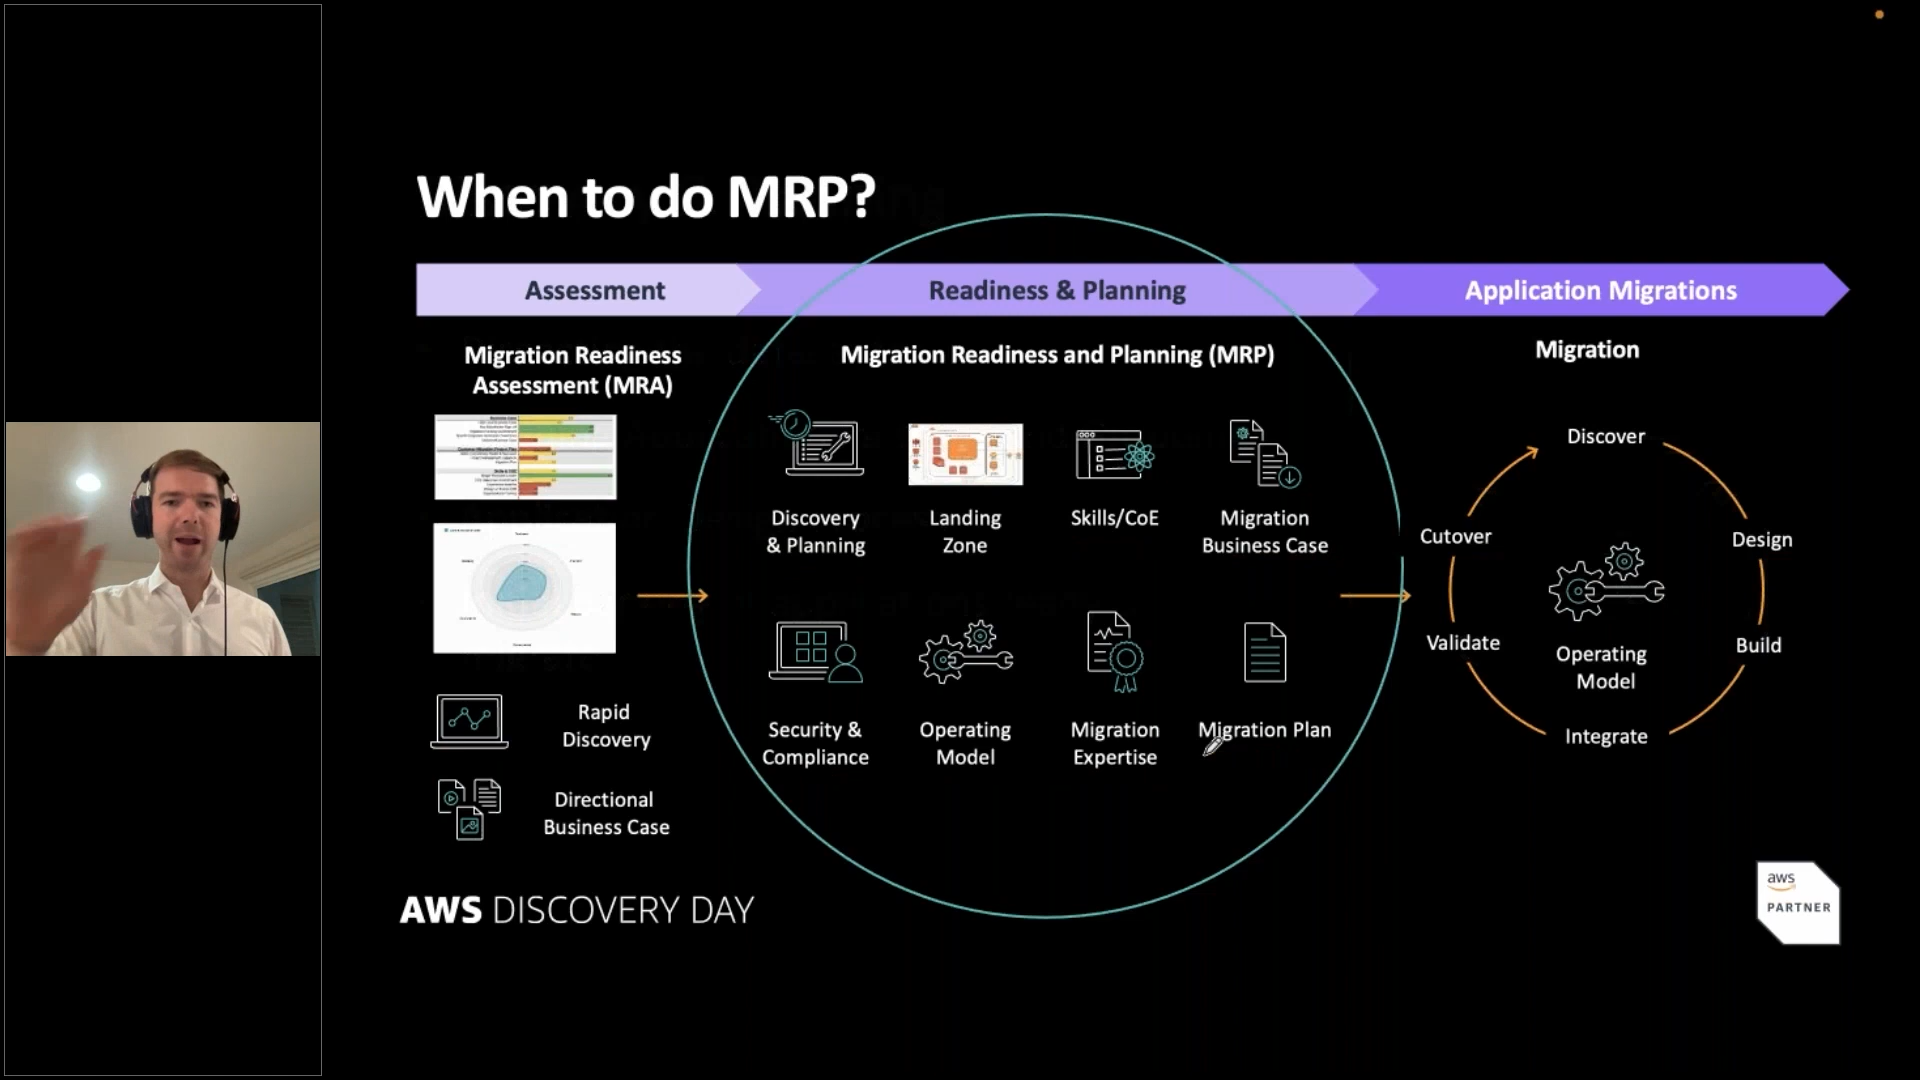 When to do MRP?
Assessment
Readiness & Planning
Application Migrations
Migration Readiness
Assessment (MRA)
Rapid
Discovery
Directional
Business Case
Migration Readiness and Planning (MRP)
Discovery
& Planning
Landing
Zone
Skills/CoE
Migration
Business Case
Security &
Compliance
Operating
Model
Migration
Expertise
Migration Plan
Migration
Discover
Design
Build
Integrate
Validate
Cutover
Operating
Model
AWS DISCOVERY DAY
aws
PARTNER